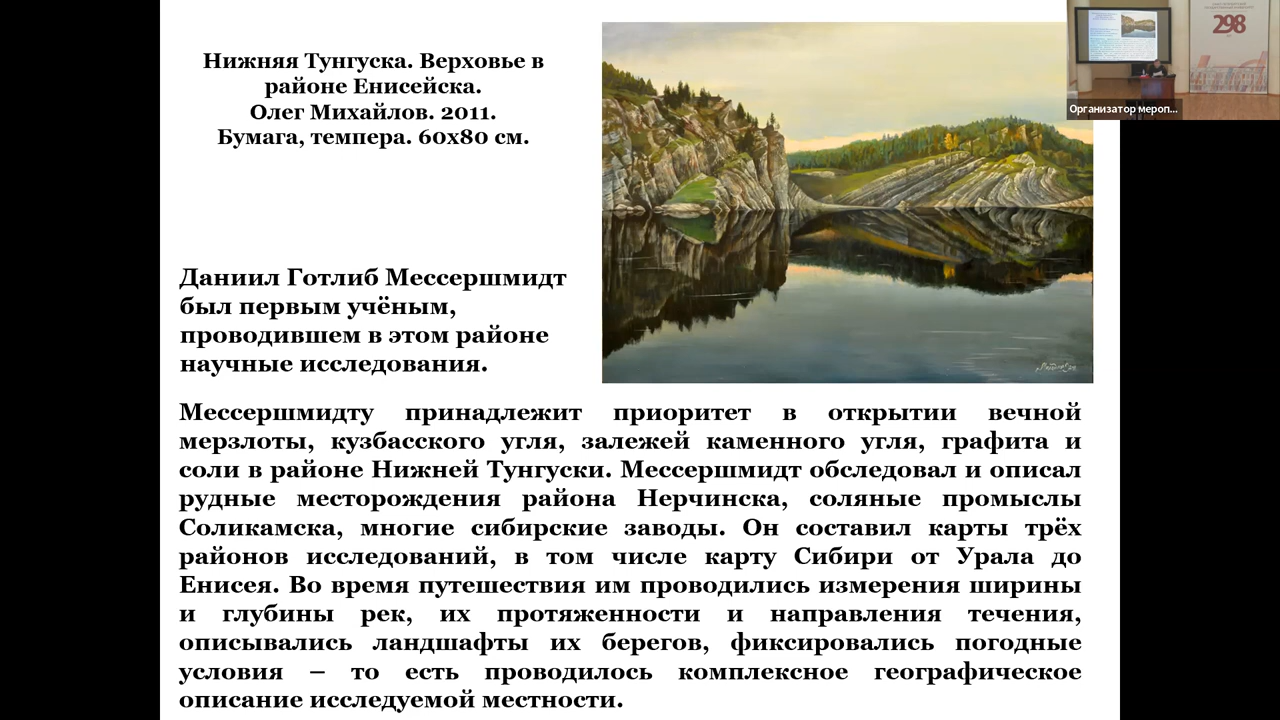 Нижняя Тунгуска. Верховье в
районе Енисейска.
Олег Михайлов. 2011.
Бумага, темпера. 60х80 см.
Даниил Готлиб Мессершмидт
был первым учёным,
проводившем в этом районе
научные исследования.
Мессершмидту принадлежит приоритет в открытии вечной
мерзлоты, кузбасского угля, залежей каменного угля, графита и
соли в районе Нижней Тунгуски. Мессершмидт обследовал и описал
рудные месторождения района Нерчинска, соляные промыслы
Соликамска, многие сибирские заводы. Он составил карты трёх
районов исследований, в том числе карту Сибири от Урала до
Енисея. Во время путешествия им проводились измерения ширины
и глубины рек, их протяженности и направления течения,
описывались ландшафты их берегов, фиксировались погодные
условия – то есть проводилось комплексное географическое
описание исследуемой местности.
298
Организатор мероп...